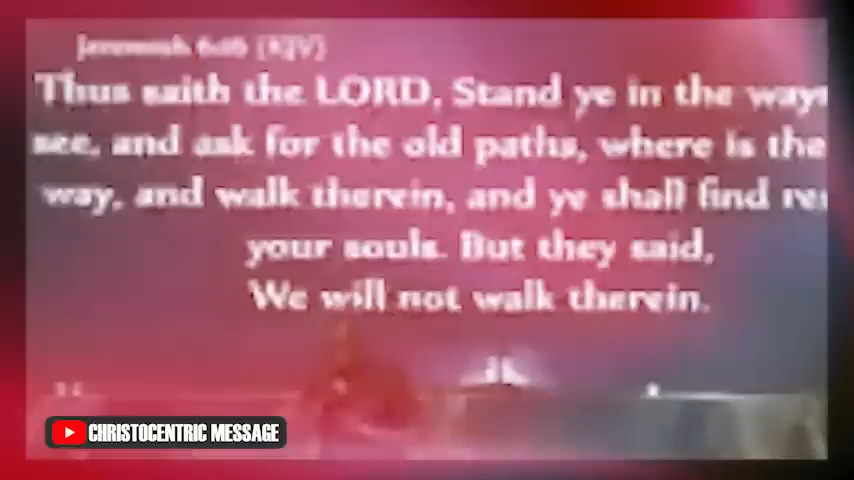 Jeremiah 6:16 (KJV)
Thus saith the LORD, Stand ye in the ways
see, and ask for the old paths, where is the
way, and walk therein, and ye shall find res
your souls. But they said,
We will not walk therein.
CHRISTOCENTRIC MESSAGE